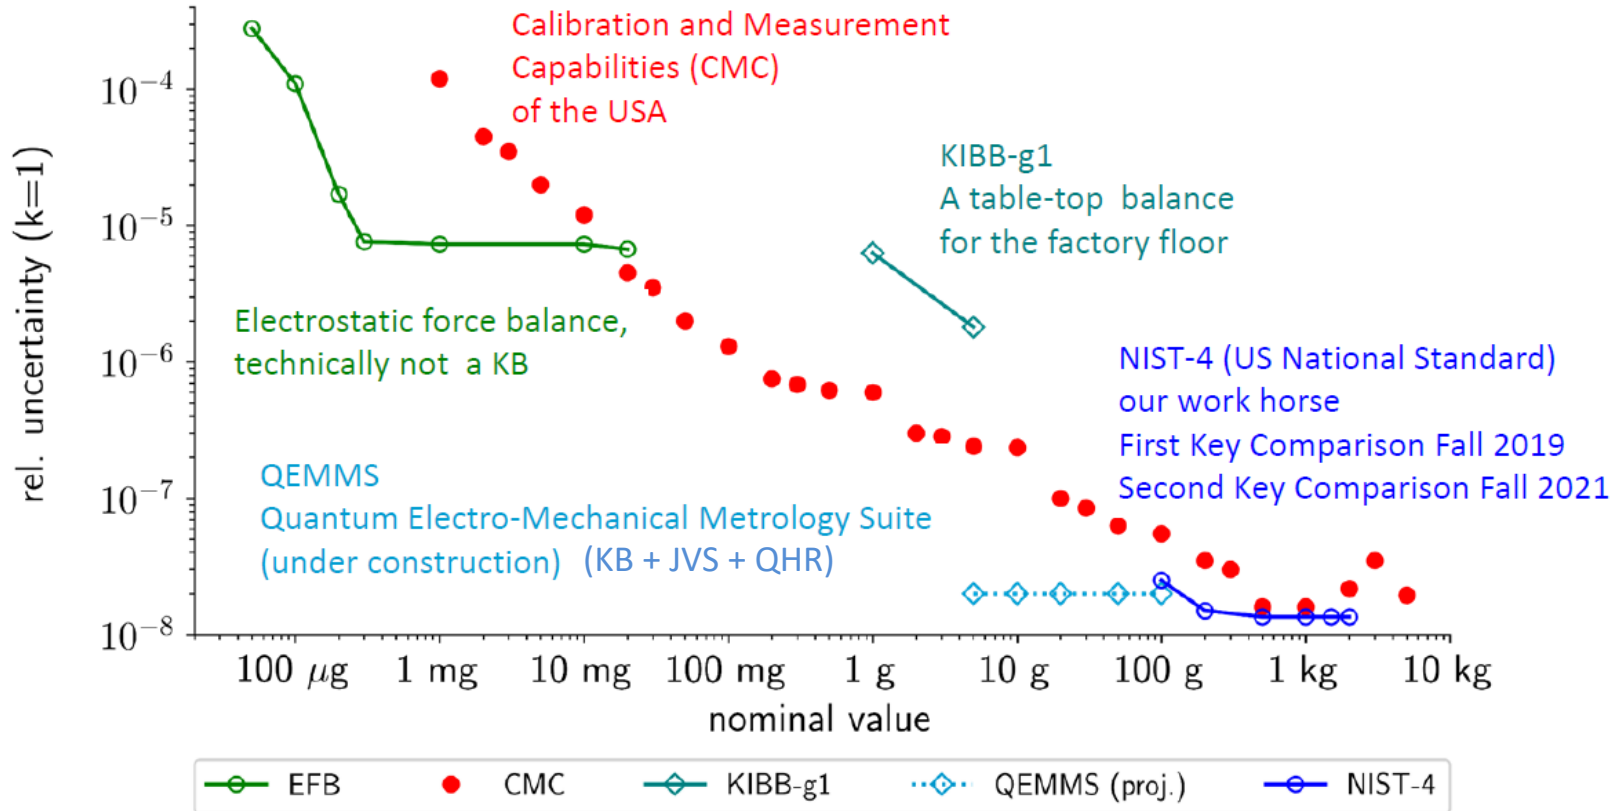 Calibration and Measurement
Capabilities (CMC)
of the USA
KIBB-g1
A table-top balance
for the factory floor
Electrostatic force balance,
technically not a KB
NIST-4 (US National Standard)
our work horse
First Key Comparison Fall 2019
Second Key Comparison Fall 2021
QEMMS
Quantum Electro-Mechanical Metrology Suite
(under construction) (KB + JVS + QHR)
rel. uncertainty (k=1)
10⁻⁴
10⁻⁵
10⁻⁶
10⁻⁷
10⁻⁸
100 μg 1 mg 10 mg 100 mg 1 g 10 g 100 g 1 kg 10 kg
nominal value
EFB CMC KIBB-g1 QEMMS (proj.) NIST-4